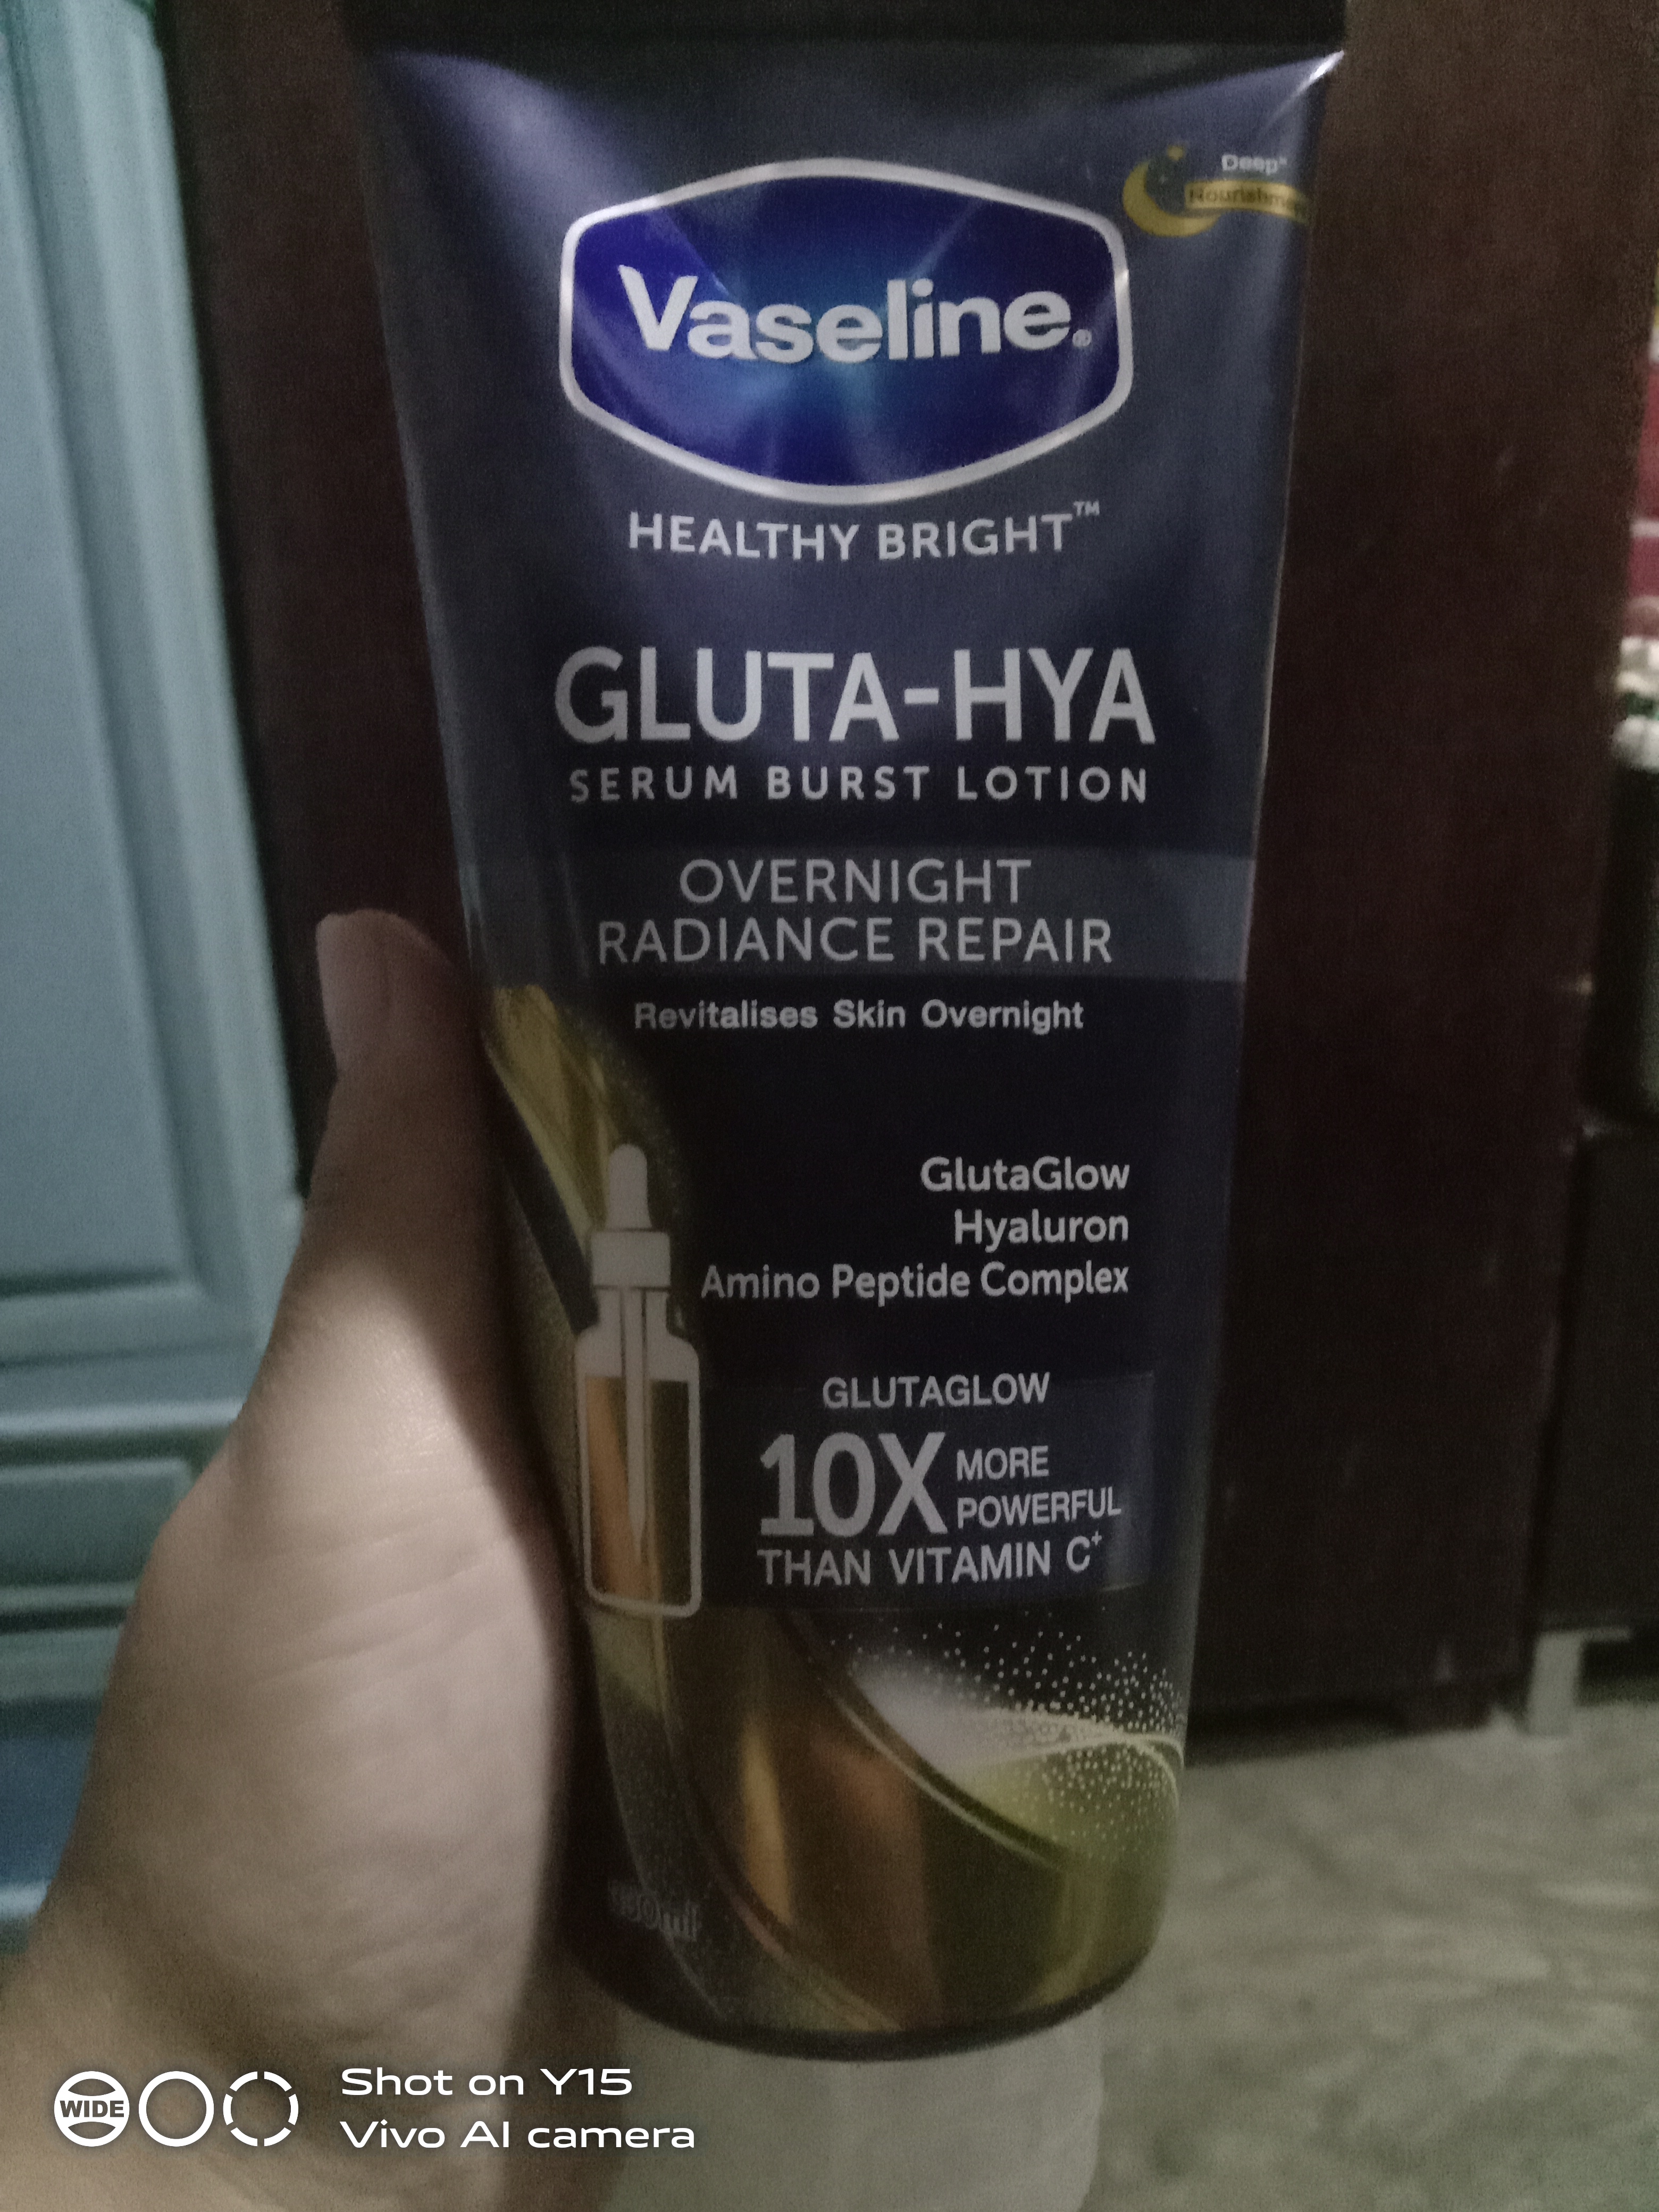 Deep
Vaseline®
HEALTHY BRIGHT™
GLUTA-HYA
SERUM BURST LOTION
OVERNIGHT
RADIANCE REPAIR
Revitalises Skin Overnight
GlutaGlow
Hyaluron
Amino Peptide Complex
GLUTAGLOW
10X MORE
POWERFUL
THAN VITAMIN C⁺
WIDE
Shot on Y15
Vivo AI camera